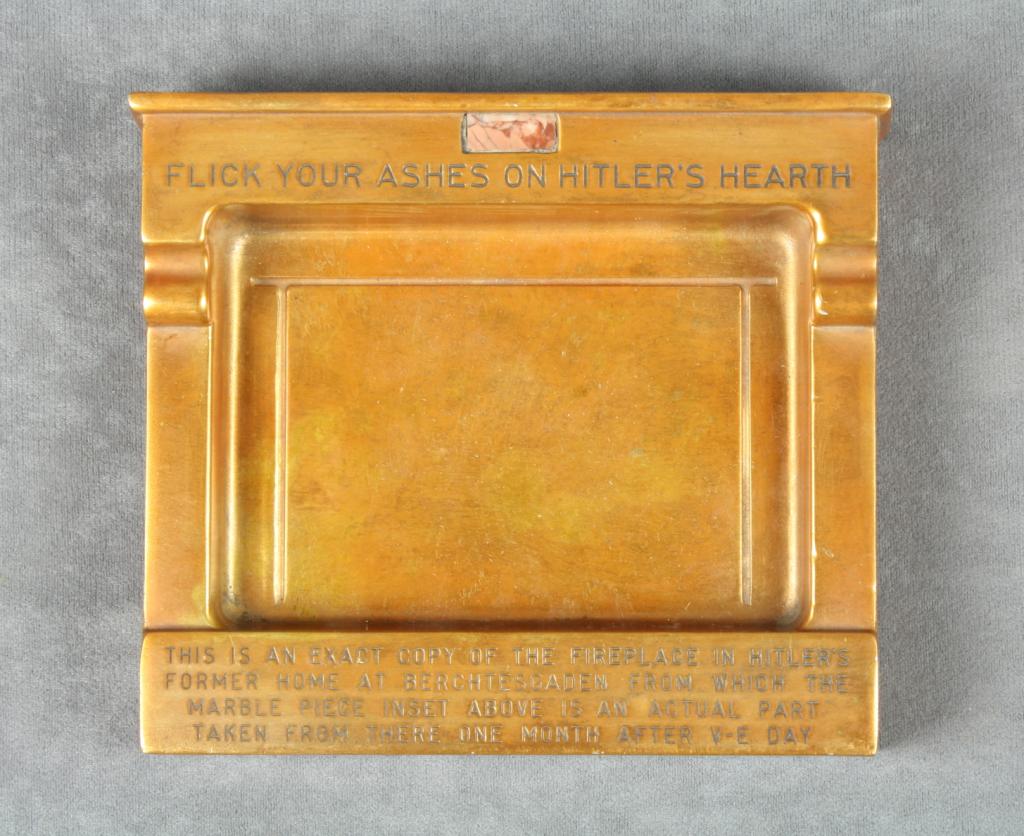 FLICK YOUR ASHES ON HITLER'S HEARTH
THIS IS AN EXACT COPY OF THE FIREPLACE IN HITLER'S
FORMER HOME AT BERCHTESGADEN FROM WHICH THE
MARBLE PIECE INSET ABOVE IS AN ACTUAL PART
TAKEN FROM THERE ONE MONTH AFTER V-E DAY